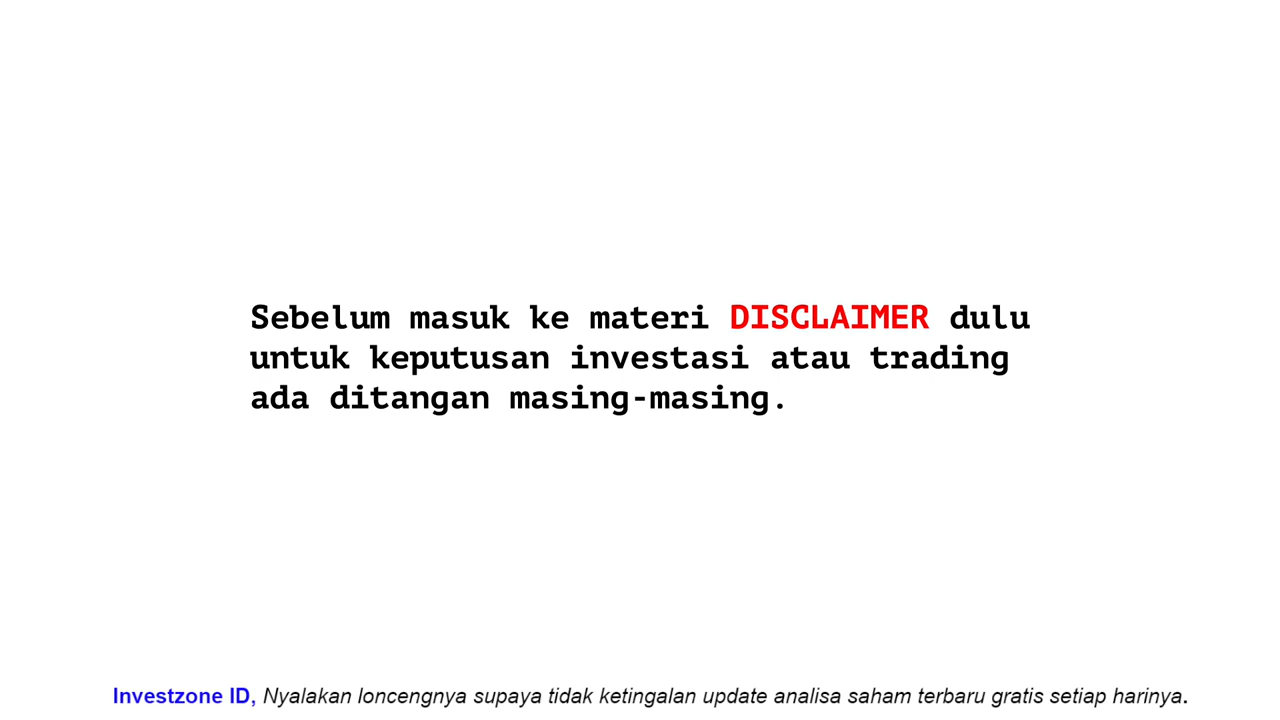 Sebelum masuk ke materi DISCLAIMER dulu
untuk keputusan investasi atau trading
ada ditangan masing-masing.
Investzone ID, Nyalakan loncengnya supaya tidak ketingalan update analisa saham terbaru gratis setiap harinya.